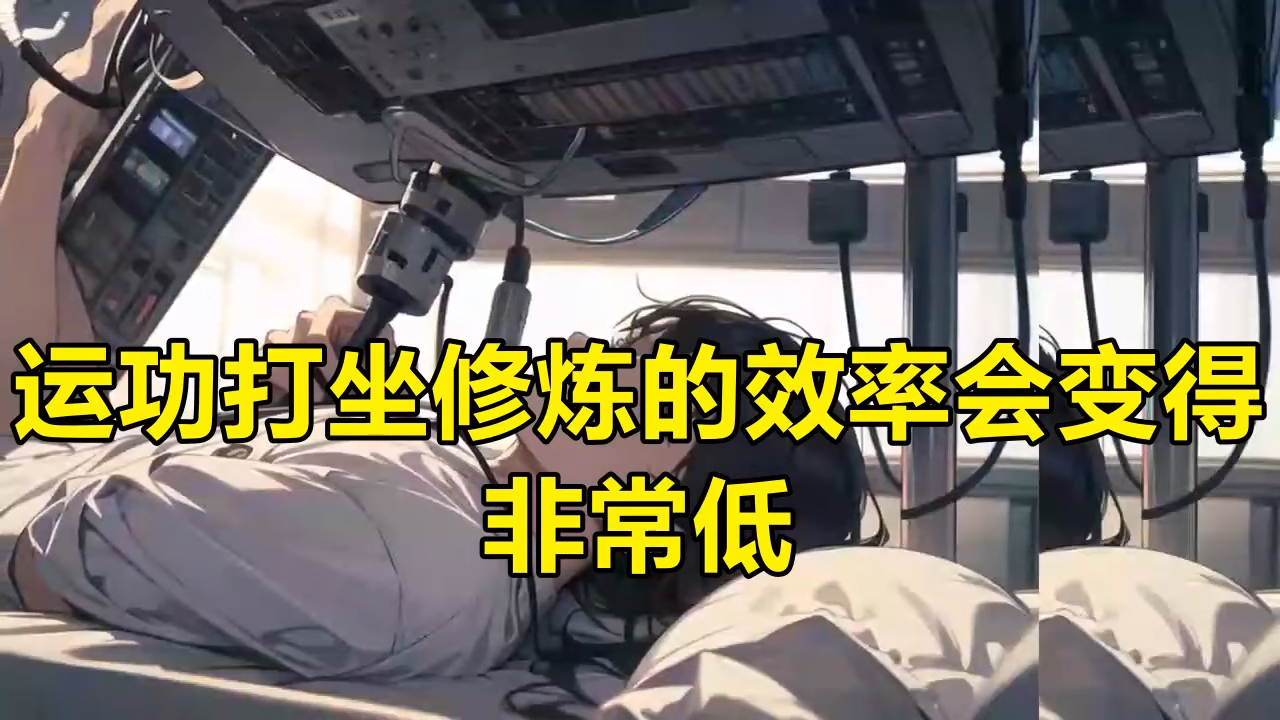 运功打坐修炼的效率会变得
非常低